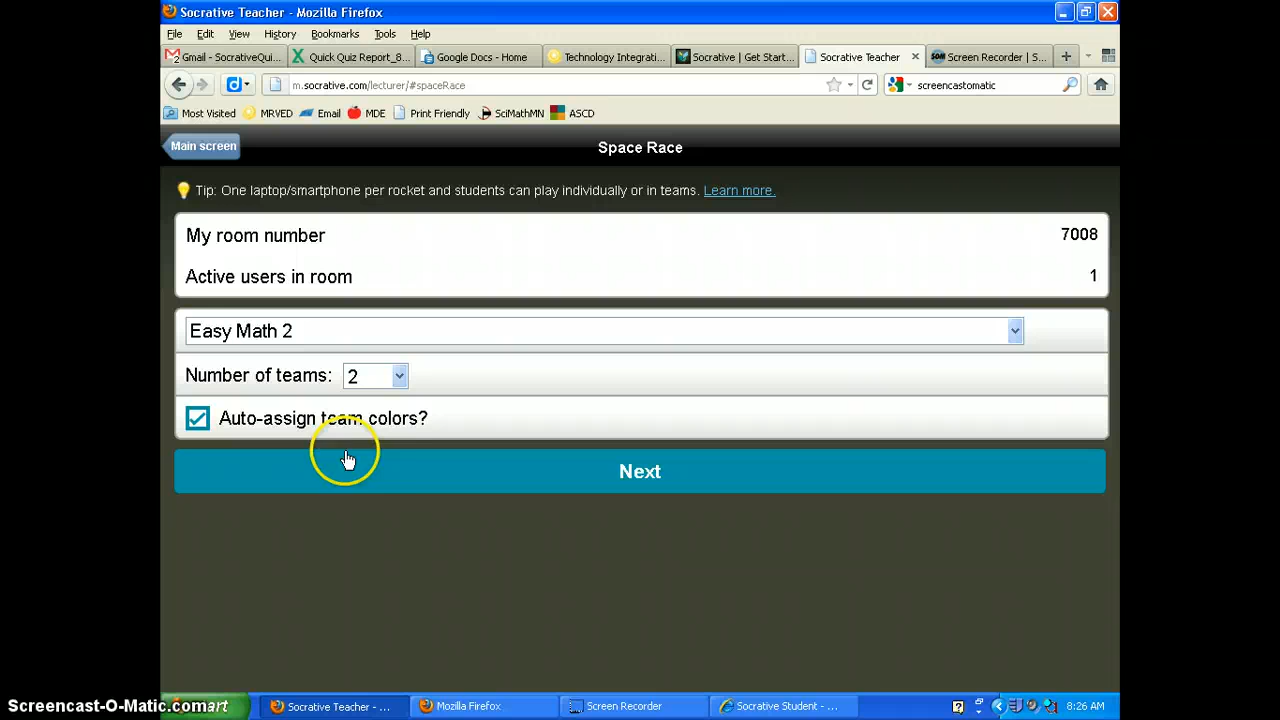 Socrative Teacher - Mozilla Firefox
File Edit View History Bookmarks Tools Help
Gmail - SocrativeQui... Quick Quiz Report_8... Google Docs - Home Technology Integrati... Socrative | Get Start... Socrative Teacher Screen Recorder | S...
m.socrative.com/lecturer/#spaceRace screencastomatic
Most Visited MRVED Email MDE Print Friendly SciMathMN ASCD
Main screen Space Race
Tip: One laptop/smartphone per rocket and students can play individually or in teams. Learn more.
My room number 7008
Active users in room 1
Easy Math 2
Number of teams: 2
Auto-assign team colors?
Next
Screencast-O-Matic.com art Socrative Teacher - ... Mozilla Firefox Screen Recorder Socrative Student - ... 8:26 AM